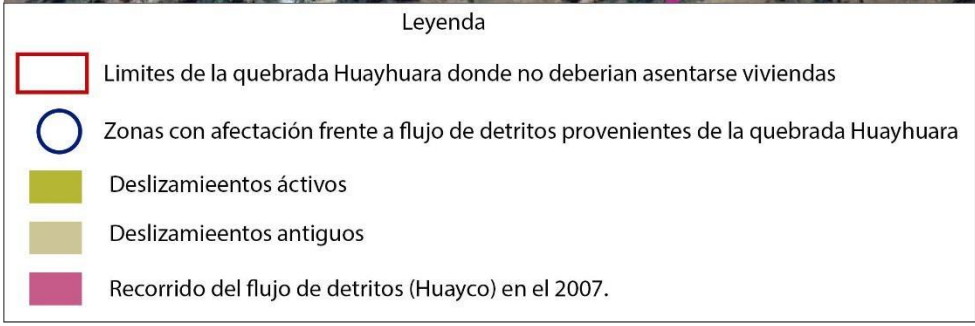 Leyenda
Limites de la quebrada Huayhuara donde no deberian asentarse viviendas
Zonas con afectación frente a flujo de detritos provenientes de la quebrada Huayhuara
Deslizamieentos áctivos
Deslizamieentos antiguos
Recorrido del flujo de detritos (Huayco) en el 2007.